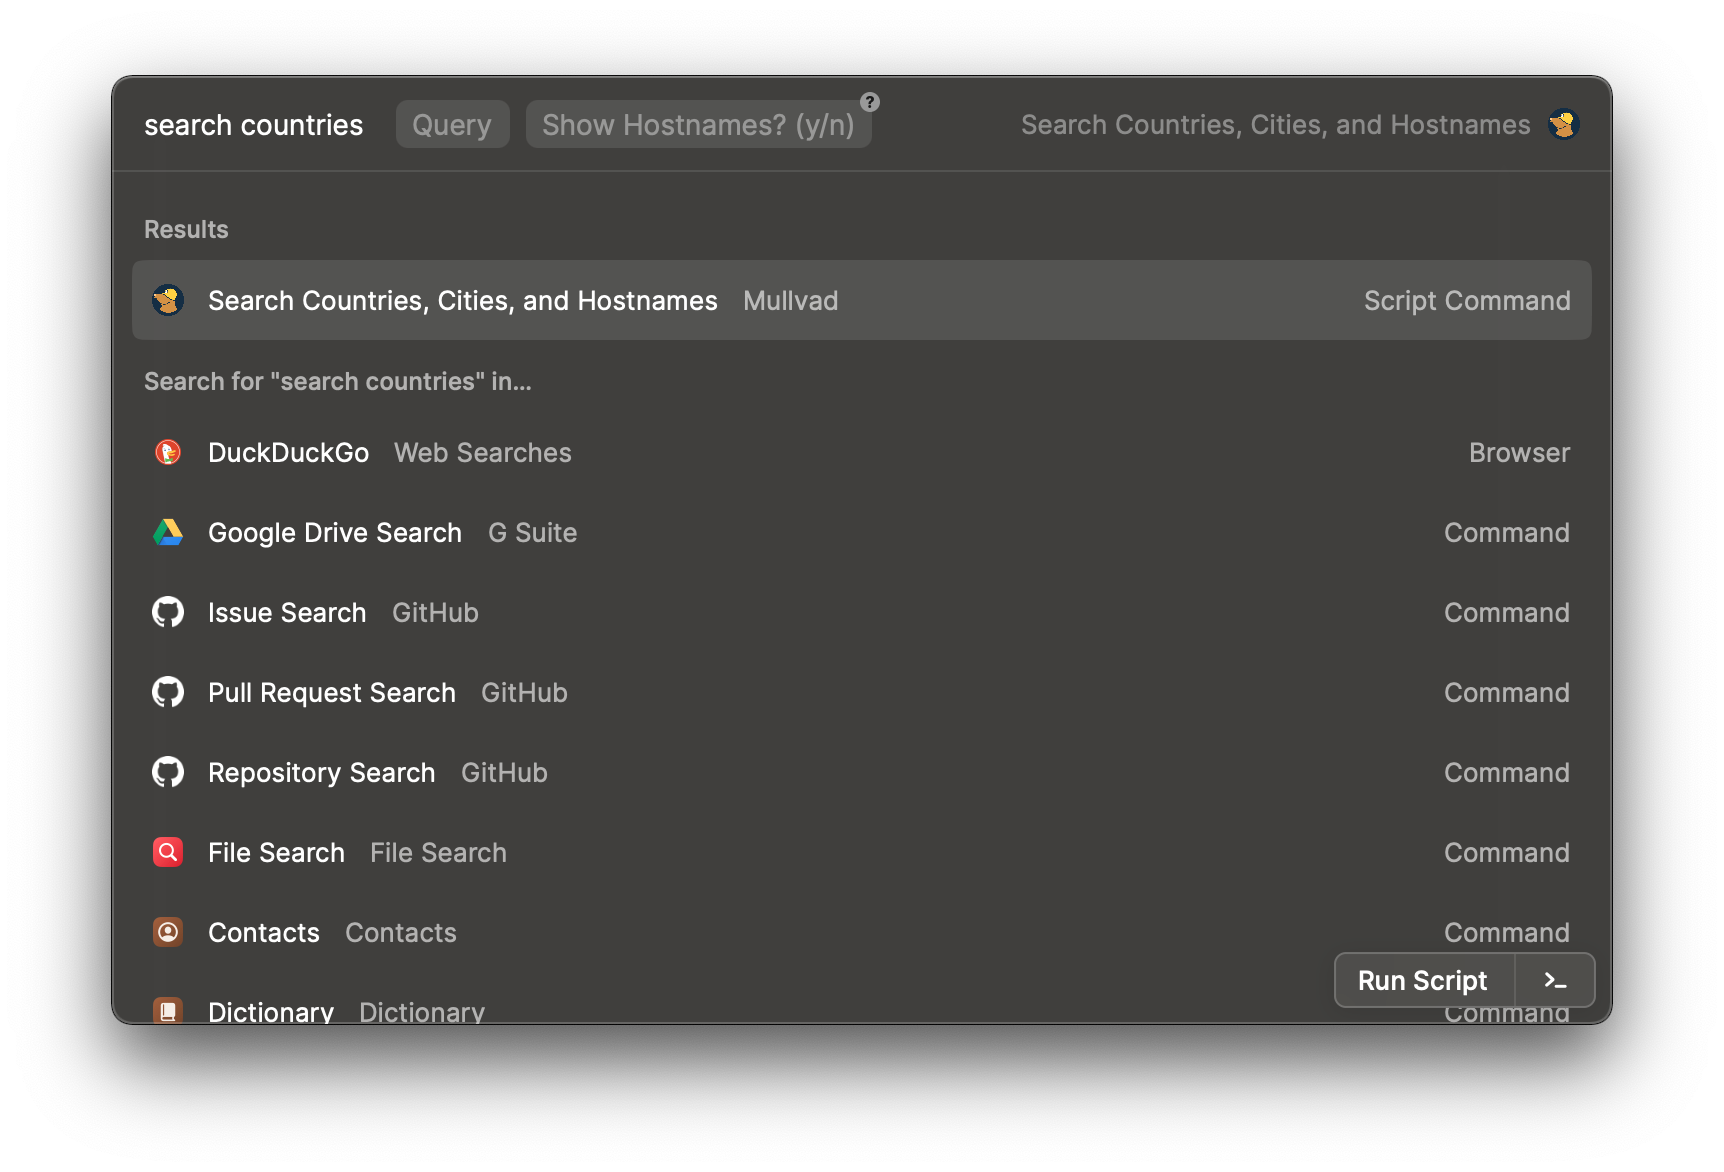 search countries Query Show Hostnames? (y/n) ? Search Countries, Cities, and Hostnames
Results
Search Countries, Cities, and Hostnames Mullvad Script Command
Search for "search countries" in...
DuckDuckGo Web Searches Browser
Google Drive Search G Suite Command
Issue Search GitHub Command
Pull Request Search GitHub Command
Repository Search GitHub Command
File Search File Search Command
Contacts Contacts Command
Run Script >_
Dictionary Dictionary Command